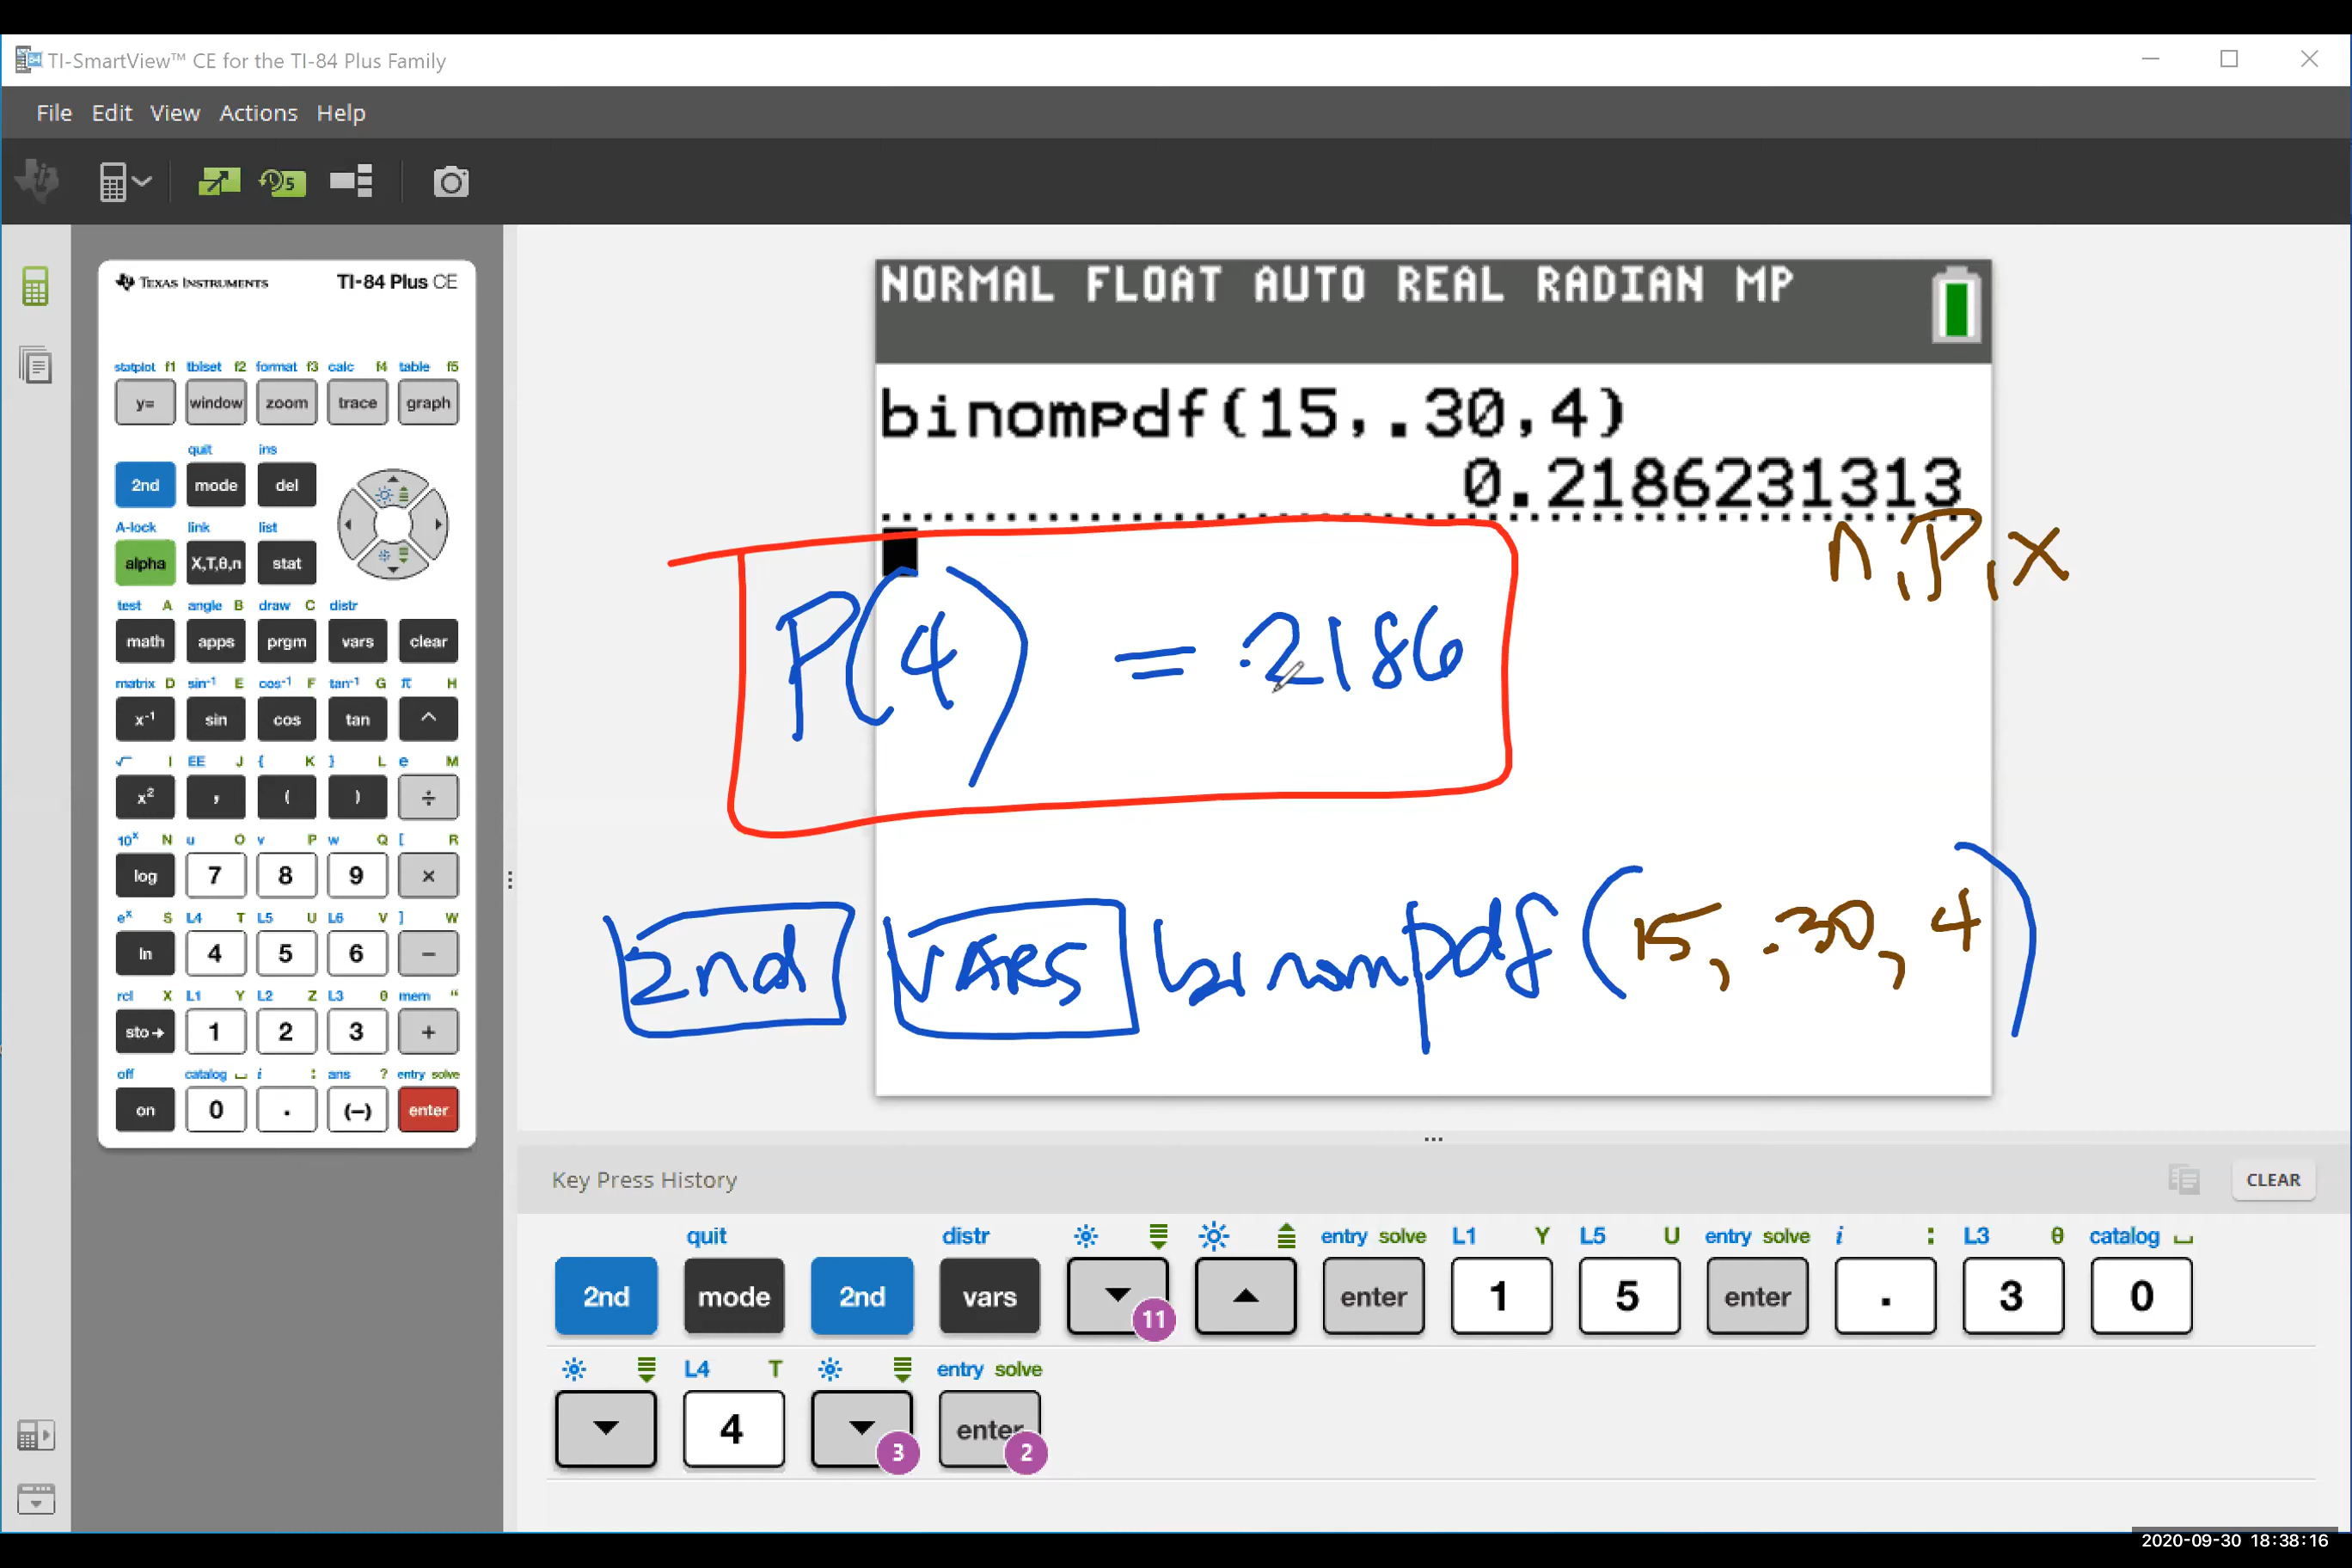 TI-SmartView™ CE for the TI-84 Plus Family
File Edit View Actions Help
TEXAS INSTRUMENTS TI-84 Plus CE
statplot f1 tblset f2 format f3 calc f4 table f5
y= window zoom trace graph
quit ins
2nd mode del
A-lock link list
alpha X,T,θ,n stat
test A angle B draw C distr
math apps prgm vars clear
matrix D sin⁻¹ E cos⁻¹ F tan⁻¹ G π H
x⁻¹ sin cos tan ^
√ I EE J { K } L e M
x² , ( ) ÷
10ˣ N u O v P w Q [ R
log 7 8 9 ×
eˣ S L4 T L5 U L6 V ] W
ln 4 5 6 −
rcl X L1 Y L2 Z L3 θ mem "
sto→ 1 2 3 +
off catalog ⎵ i : ans ? entry solve
on 0 . (−) enter
NORMAL FLOAT AUTO REAL RADIAN MP
binompdf(15,.30,4)
0.2186231313
n,P,x
P(4) = .2186
2nd VARS binompdf(15, .30, 4)
Key Press History CLEAR
quit distr entry solve L1 Y L5 U entry solve i : L3 θ catalog ⎵
2nd mode 2nd vars 11 enter 1 5 enter . 3 0
L4 T entry solve
4 3 enter 2
2020-09-30 18:38:16